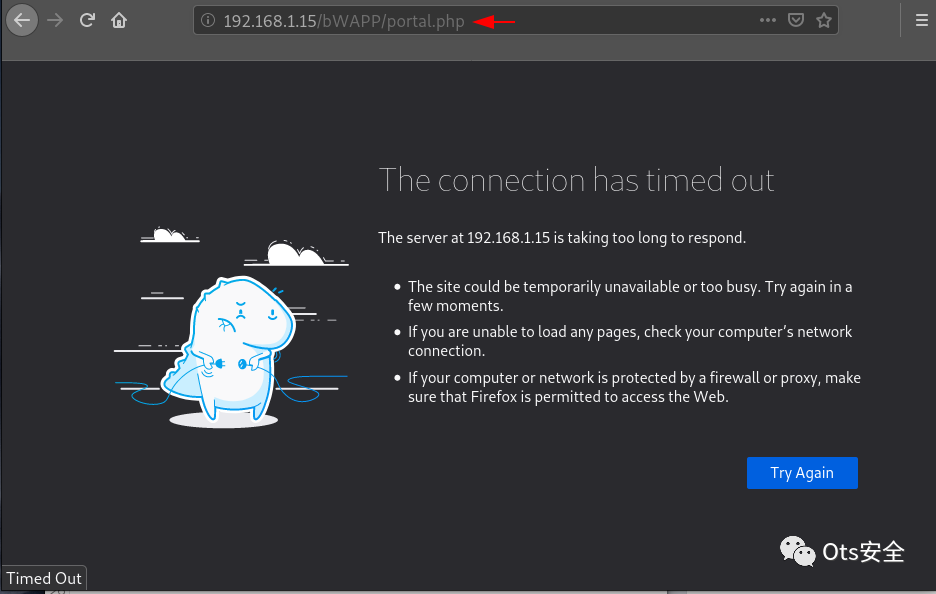 192.168.1.15/bWAPP/portal.php
The connection has timed out
The server at 192.168.1.15 is taking too long to respond.
The site could be temporarily unavailable or too busy. Try again in a
few moments.
If you are unable to load any pages, check your computer’s network
connection.
If your computer or network is protected by a firewall or proxy, make
sure that Firefox is permitted to access the Web.
Try Again
Ots安全
Timed Out